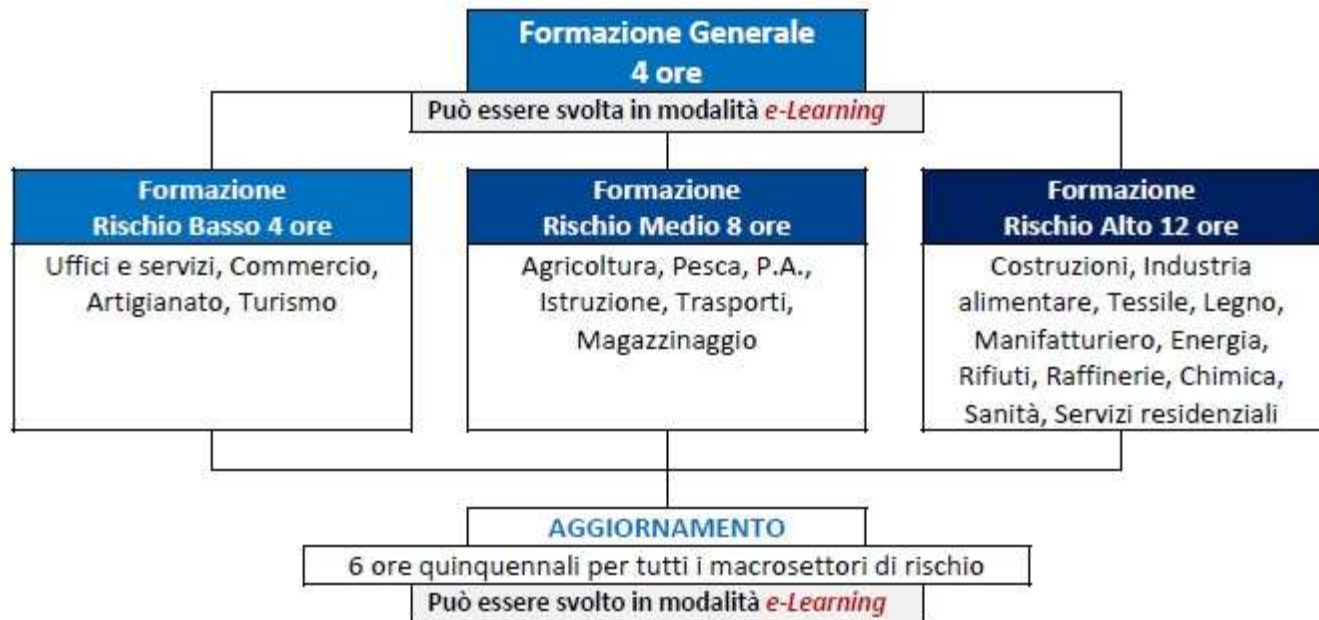 Formazione Generale
4 ore
Può essere svolta in modalità e-Learning
Formazione
Rischio Basso 4 ore
Uffici e servizi, Commercio,
Artigianato, Turismo
Formazione
Rischio Medio 8 ore
Agricoltura, Pesca, P.A.,
Istruzione, Trasporti,
Magazzinaggio
Formazione
Rischio Alto 12 ore
Costruzioni, Industria
alimentare, Tessile, Legno,
Manifatturiero, Energia,
Rifiuti, Raffinerie, Chimica,
Sanità, Servizi residenziali
AGGIORNAMENTO
6 ore quinquennali per tutti i macrosettori di rischio
Può essere svolto in modalità e-Learning